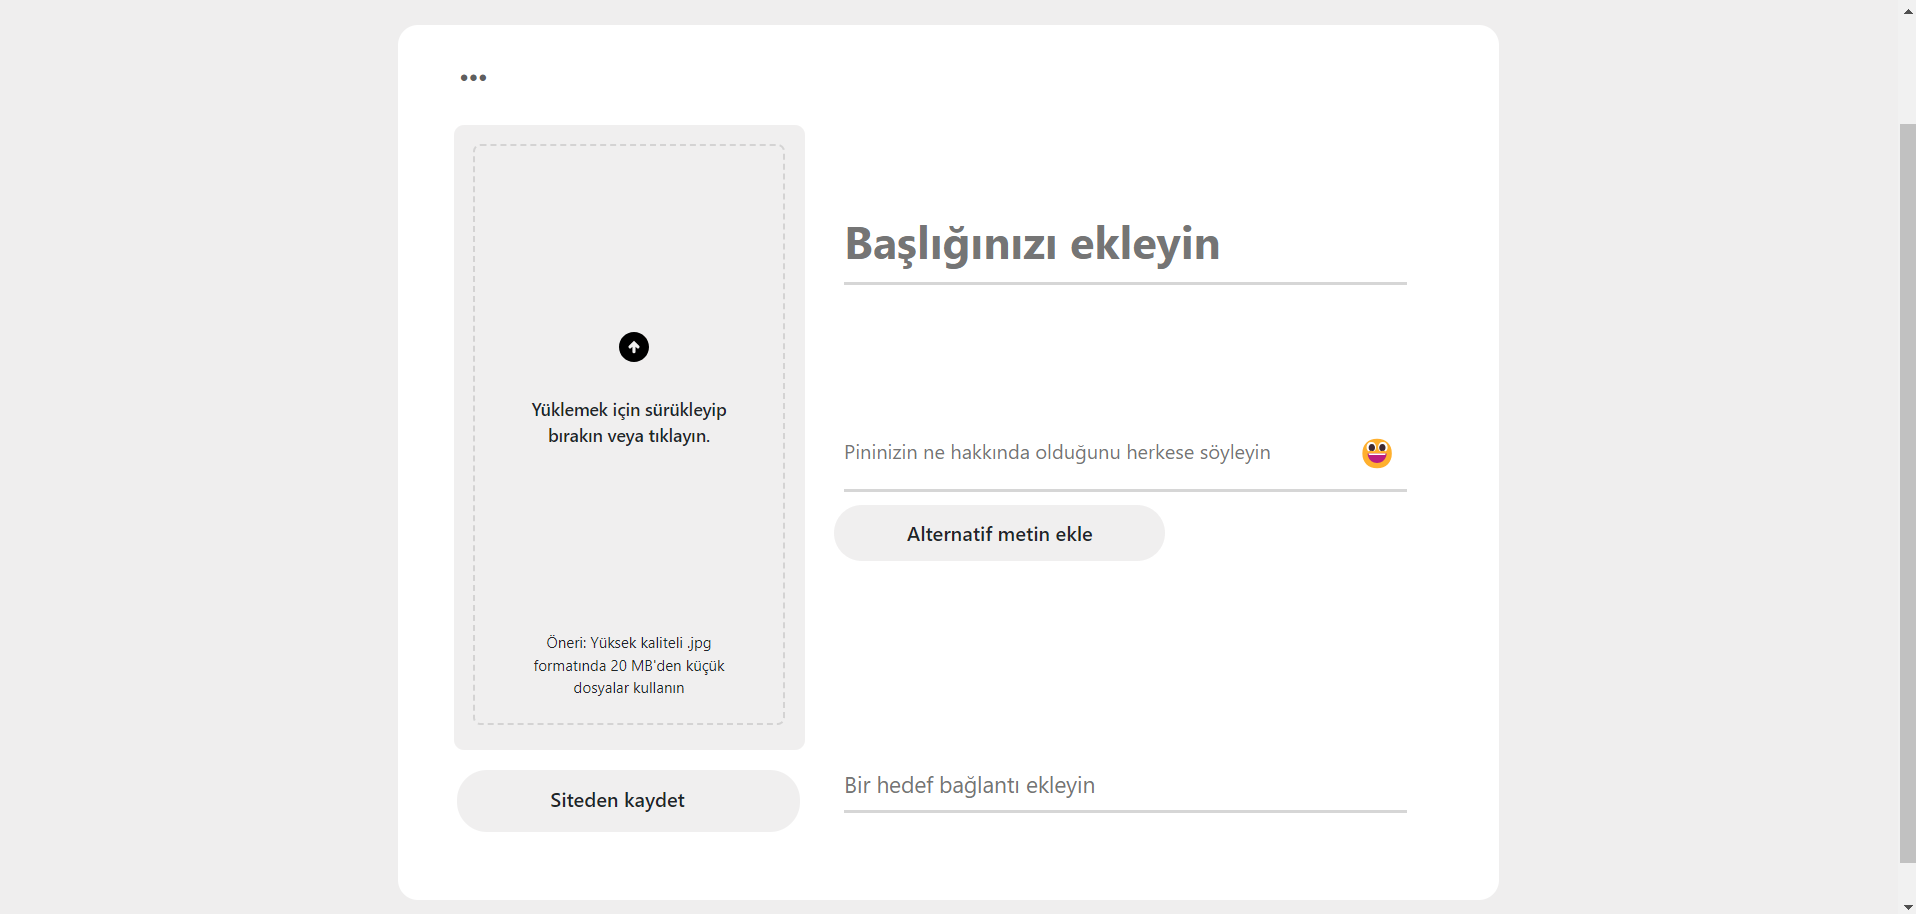 Başlığınızı ekleyin
Yüklemek için sürükleyip
bırakın veya tıklayın.
Pininizin ne hakkında olduğunu herkese söyleyin
Alternatif metin ekle
Öneri: Yüksek kaliteli .jpg
formatında 20 MB'den küçük
dosyalar kullanın
Siteden kaydet
Bir hedef bağlantı ekleyin